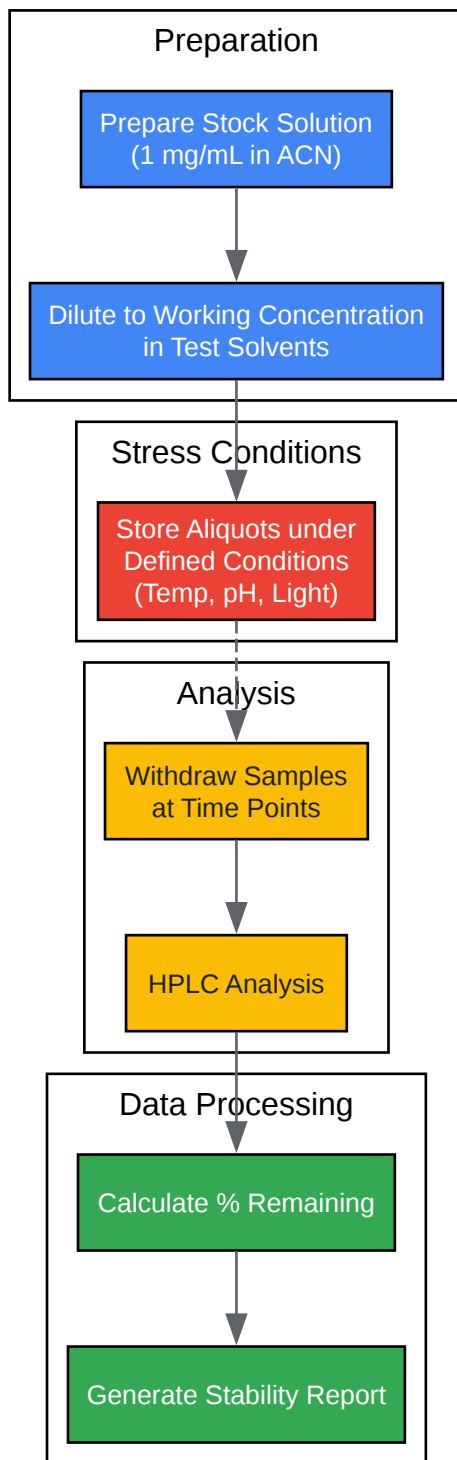 Preparation
Prepare Stock Solution
(1 mg/mL in ACN)
Dilute to Working Concentration
in Test Solvents
Stress Conditions
Store Aliquots under
Defined Conditions
(Temp, pH, Light)
Analysis
Withdraw Samples
at Time Points
HPLC Analysis
Data Processing
Calculate % Remaining
Generate Stability Report